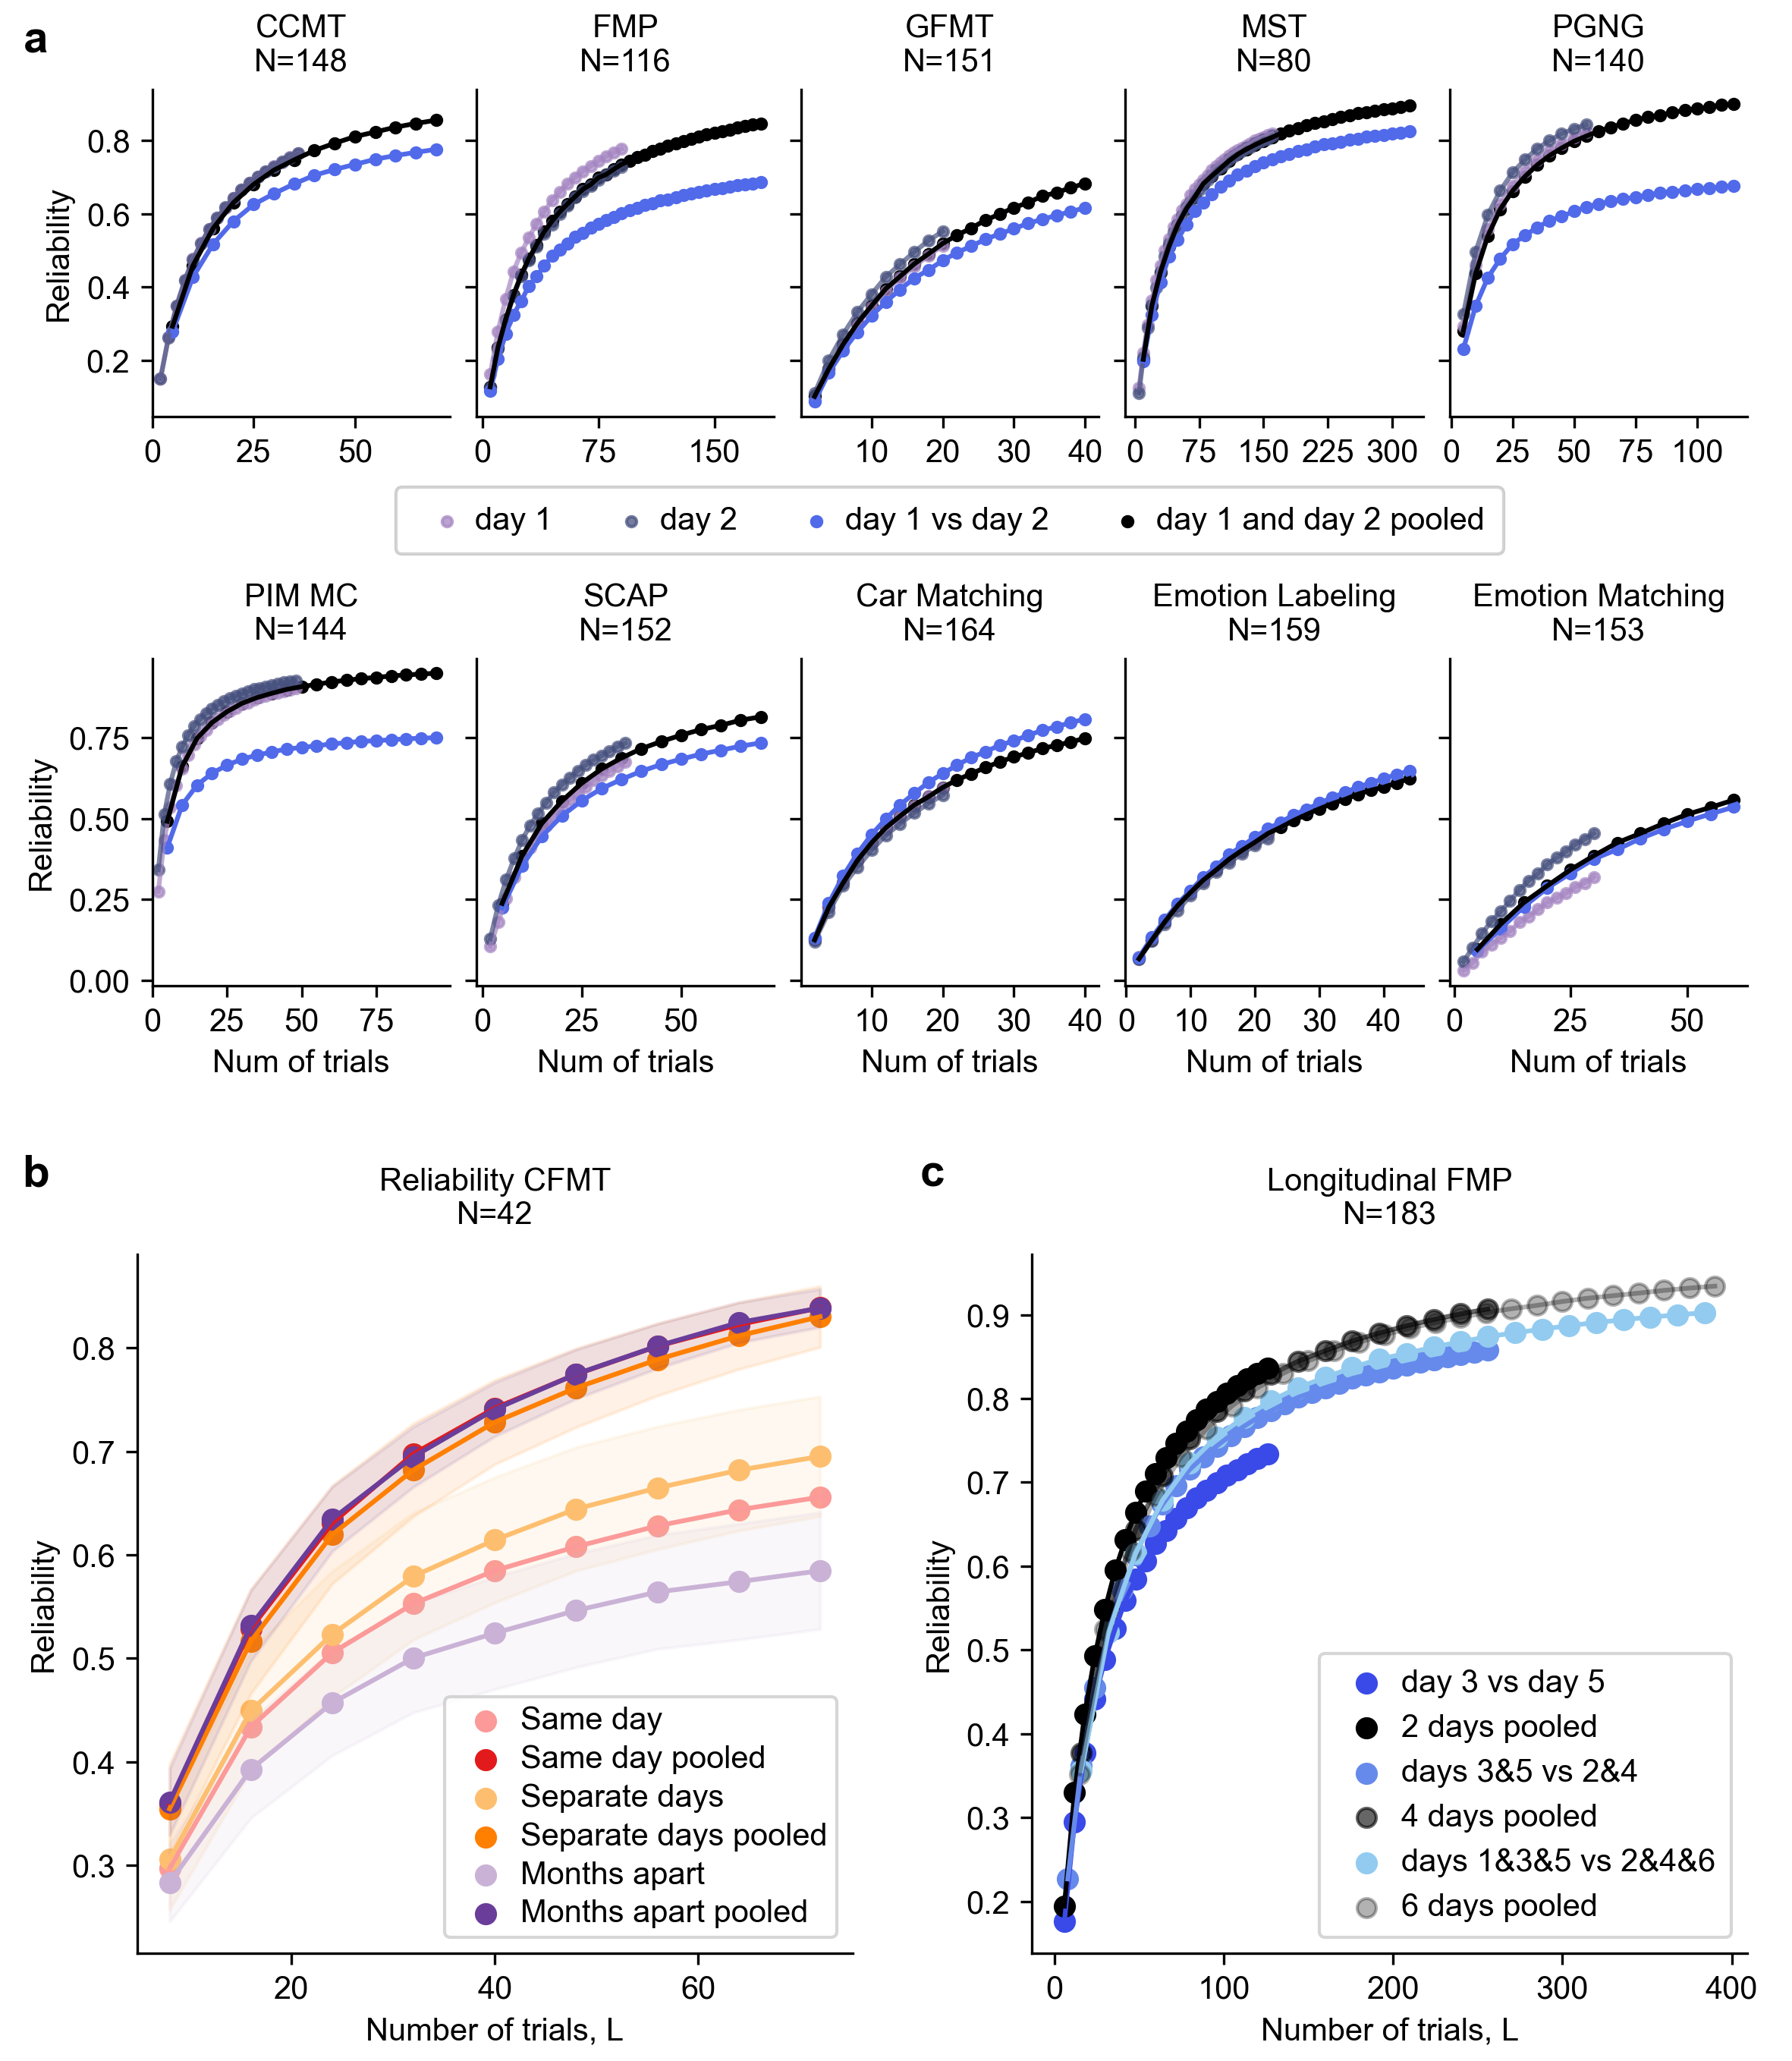 a
CCMT
N=148
FMP
N=116
GFMT
N=151
MST
N=80
PGNG
N=140
Reliability
0.8
0.6
0.4
0.2
0 25 50
0 75 150
10 20 30 40
0 75 150 225 300
0 25 50 75 100
day 1 day 2 day 1 vs day 2 day 1 and day 2 pooled
PIM MC
N=144
SCAP
N=152
Car Matching
N=164
Emotion Labeling
N=159
Emotion Matching
N=153
Reliability
0.75
0.50
0.25
0.00
0 25 50 75
0 25 50
10 20 30 40
0 10 20 30 40
0 25 50
Num of trials
Num of trials
Num of trials
Num of trials
Num of trials
b
Reliability CFMT
N=42
Reliability
0.8
0.7
0.6
0.5
0.4
0.3
Same day
Same day pooled
Separate days
Separate days pooled
Months apart
Months apart pooled
20 40 60
Number of trials, L
c
Longitudinal FMP
N=183
Reliability
0.9
0.8
0.7
0.6
0.5
0.4
0.3
0.2
day 3 vs day 5
2 days pooled
days 3&5 vs 2&4
4 days pooled
days 1&3&5 vs 2&4&6
6 days pooled
0 100 200 300 400
Number of trials, L